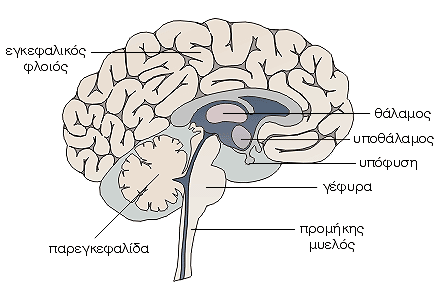 εγκεφαλικός
φλοιός
θάλαμος
υποθάλαμος
υπόφυση
γέφυρα
προμήκης
μυελός
παρεγκεφαλίδα